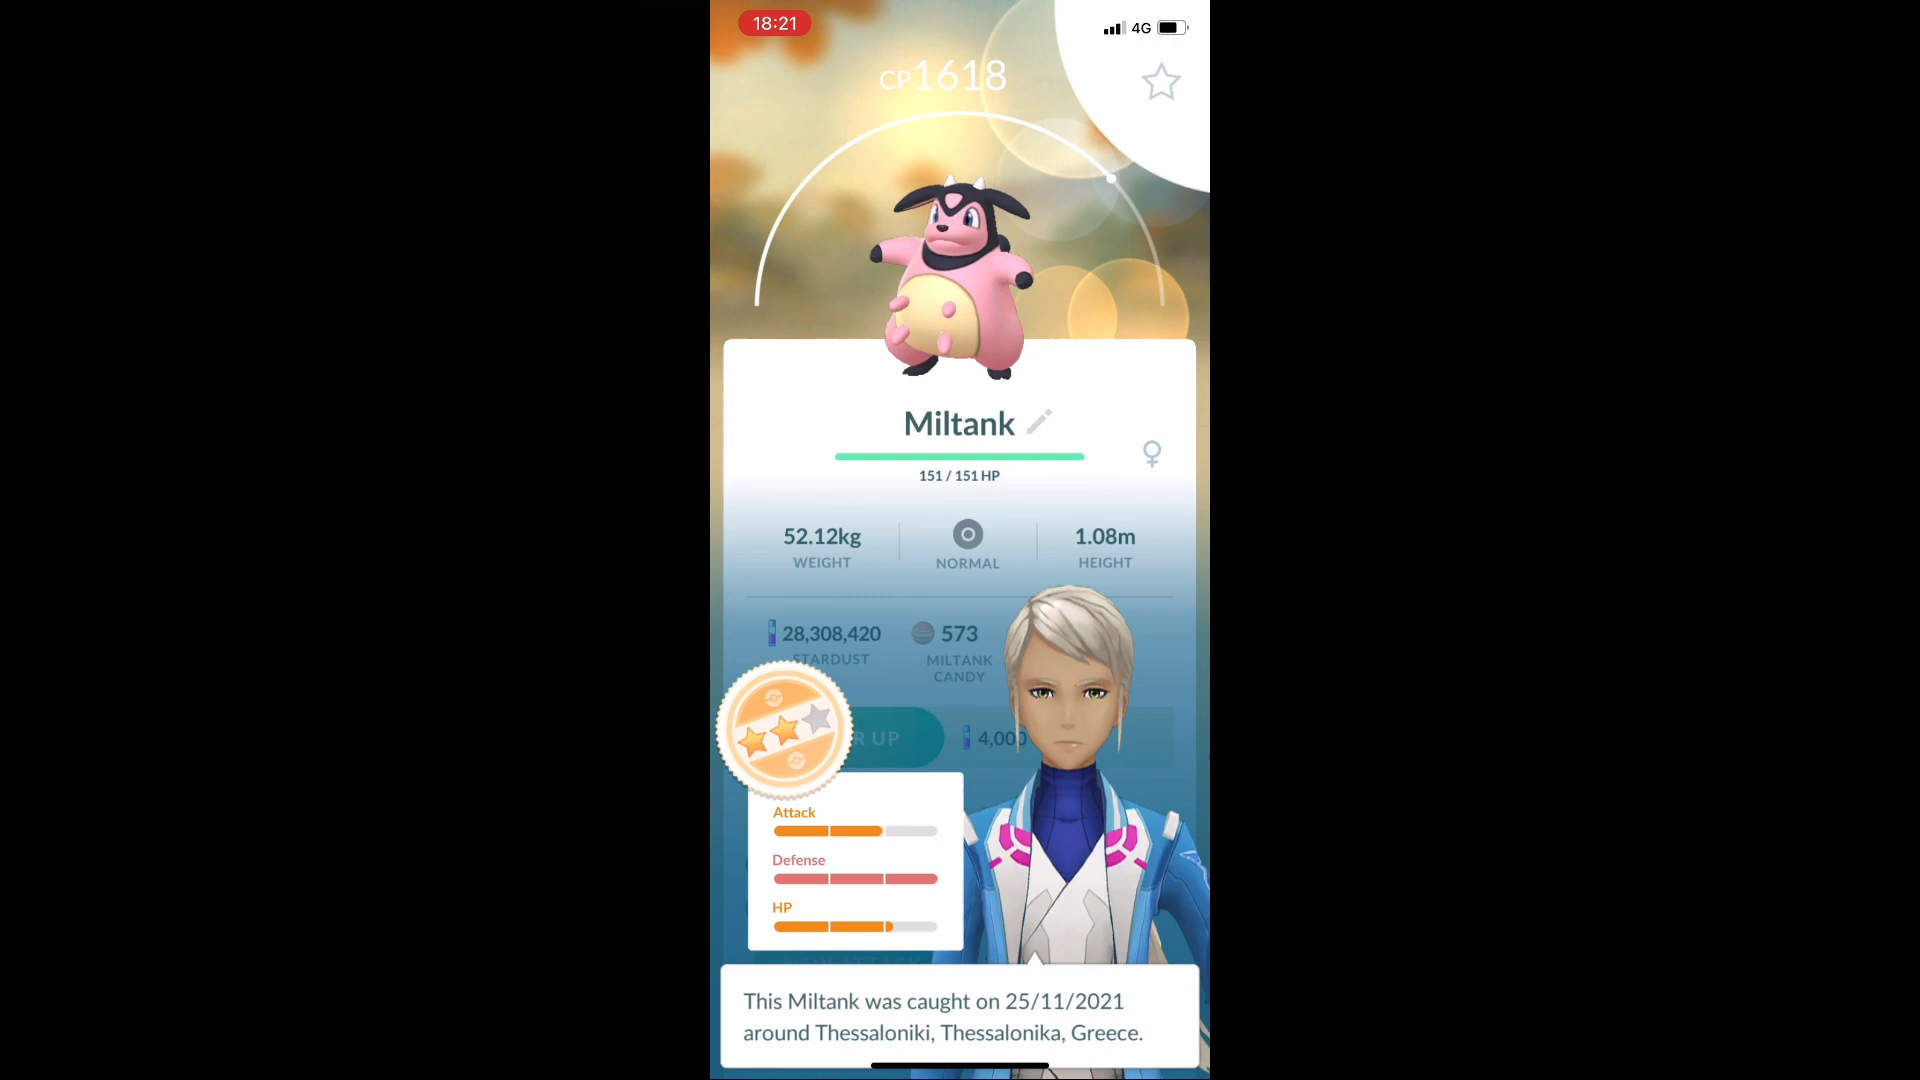 18:21
4G
CP1618
Miltank
151 / 151 HP
52.12kg
WEIGHT
NORMAL
1.08m
HEIGHT
28,308,420
STARDUST
573
MILTANK
CANDY
R UP
4,000
Attack
Defense
HP
This Miltank was caught on 25/11/2021
around Thessaloniki, Thessalonika, Greece.